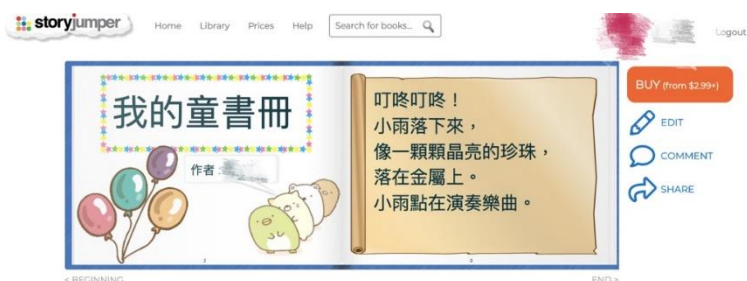 storyjumper
Home Library Prices Help Search for books... Logout
我的童書冊
作者：
叮咚叮咚！
小雨落下來，
像一顆顆晶亮的珍珠，
落在金屬上。
小雨點在演奏樂曲。
BUY (from $2.99+)
EDIT
COMMENT
SHARE
< BEGINNING
END >